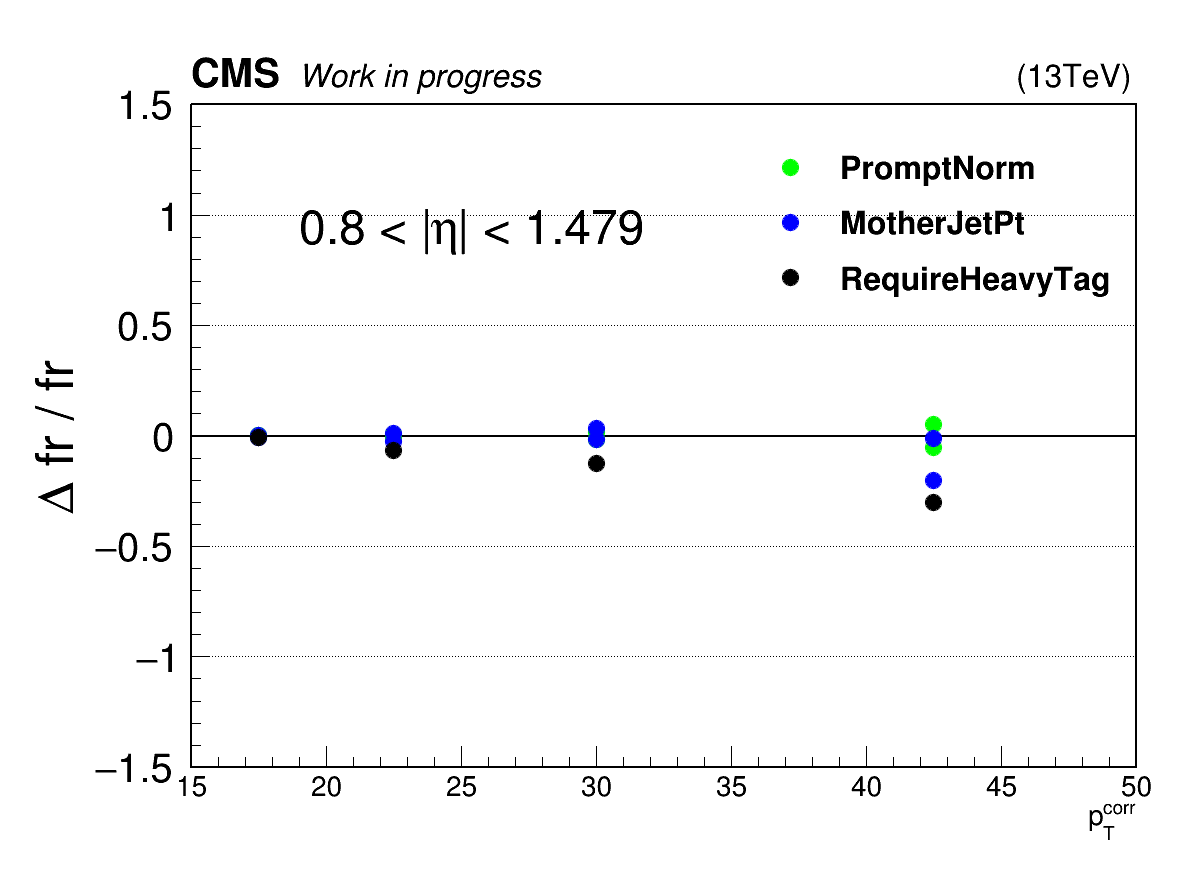 CMS Work in progress (13TeV)
1.5
1
0.5
0
−0.5
−1
−1.5
Δ fr / fr
0.8 < |η| < 1.479
PromptNorm
MotherJetPt
RequireHeavyTag
15 20 25 30 35 40 45 50
p_T^corr